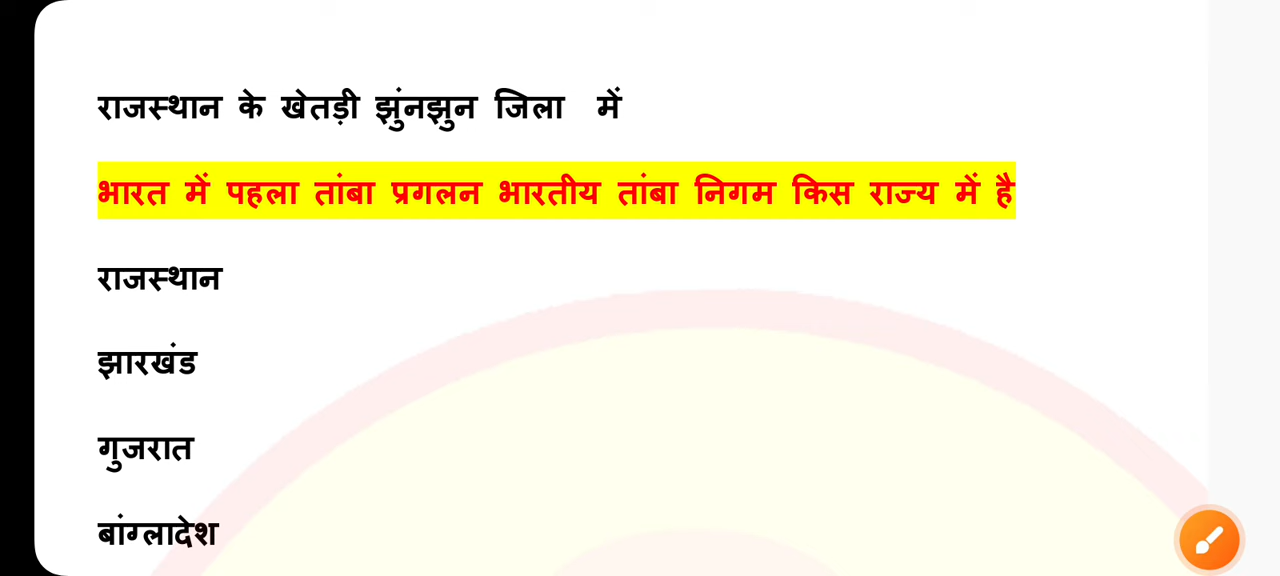 राजस्थान के खेतड़ी झुंनझुन जिला में
भारत में पहला तांबा प्रगलन भारतीय तांबा निगम किस राज्य में है
राजस्थान
झारखंड
गुजरात
बांग्लादेश